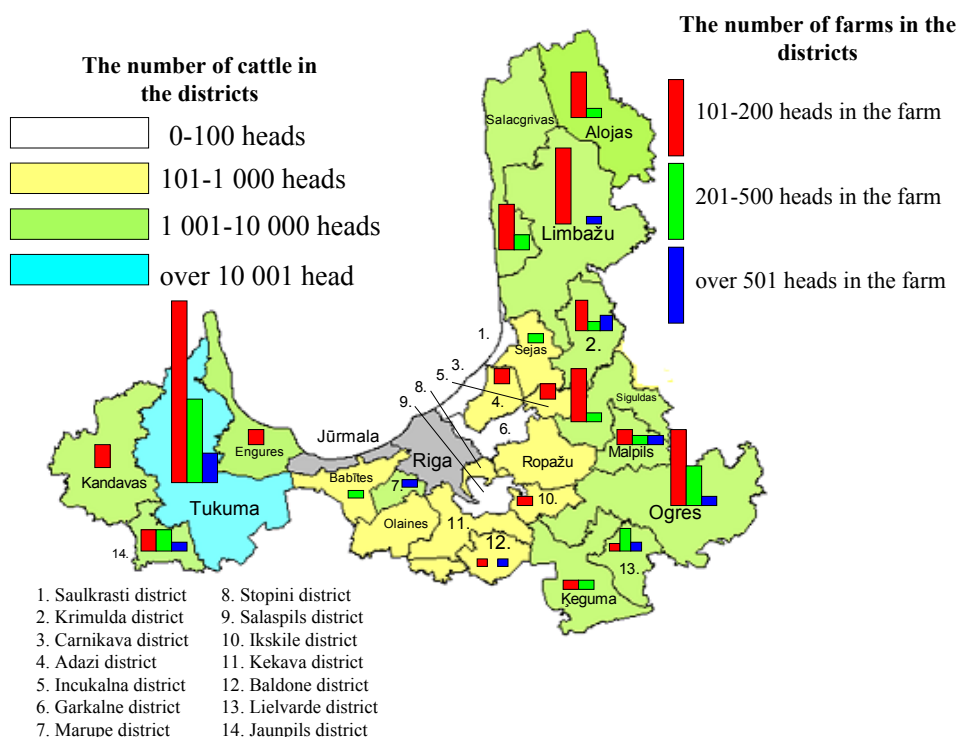 The number of cattle in
the districts
0-100 heads
101-1 000 heads
1 001-10 000 heads
over 10 001 head
The number of farms in the
districts
101-200 heads in the farm
201-500 heads in the farm
over 501 heads in the farm
Salacgrivas
Alojas
Limbažu
1.
Sejas
2.
3.
5.
8.
9.
4.
6.
Siguldas
Malpils
Jūrmala
Riga
Ropažu
Engures
Kandavas
Tukuma
Babītes
7.
Olaines
11.
10.
12.
Ogres
13.
Ķeguma
14.
1. Saulkrasti district
2. Krimulda district
3. Carnikava district
4. Adazi district
5. Incukalna district
6. Garkalne district
7. Marupe district
8. Stopini district
9. Salaspils district
10. Ikskile district
11. Kekava district
12. Baldone district
13. Lielvarde district
14. Jaunpils district